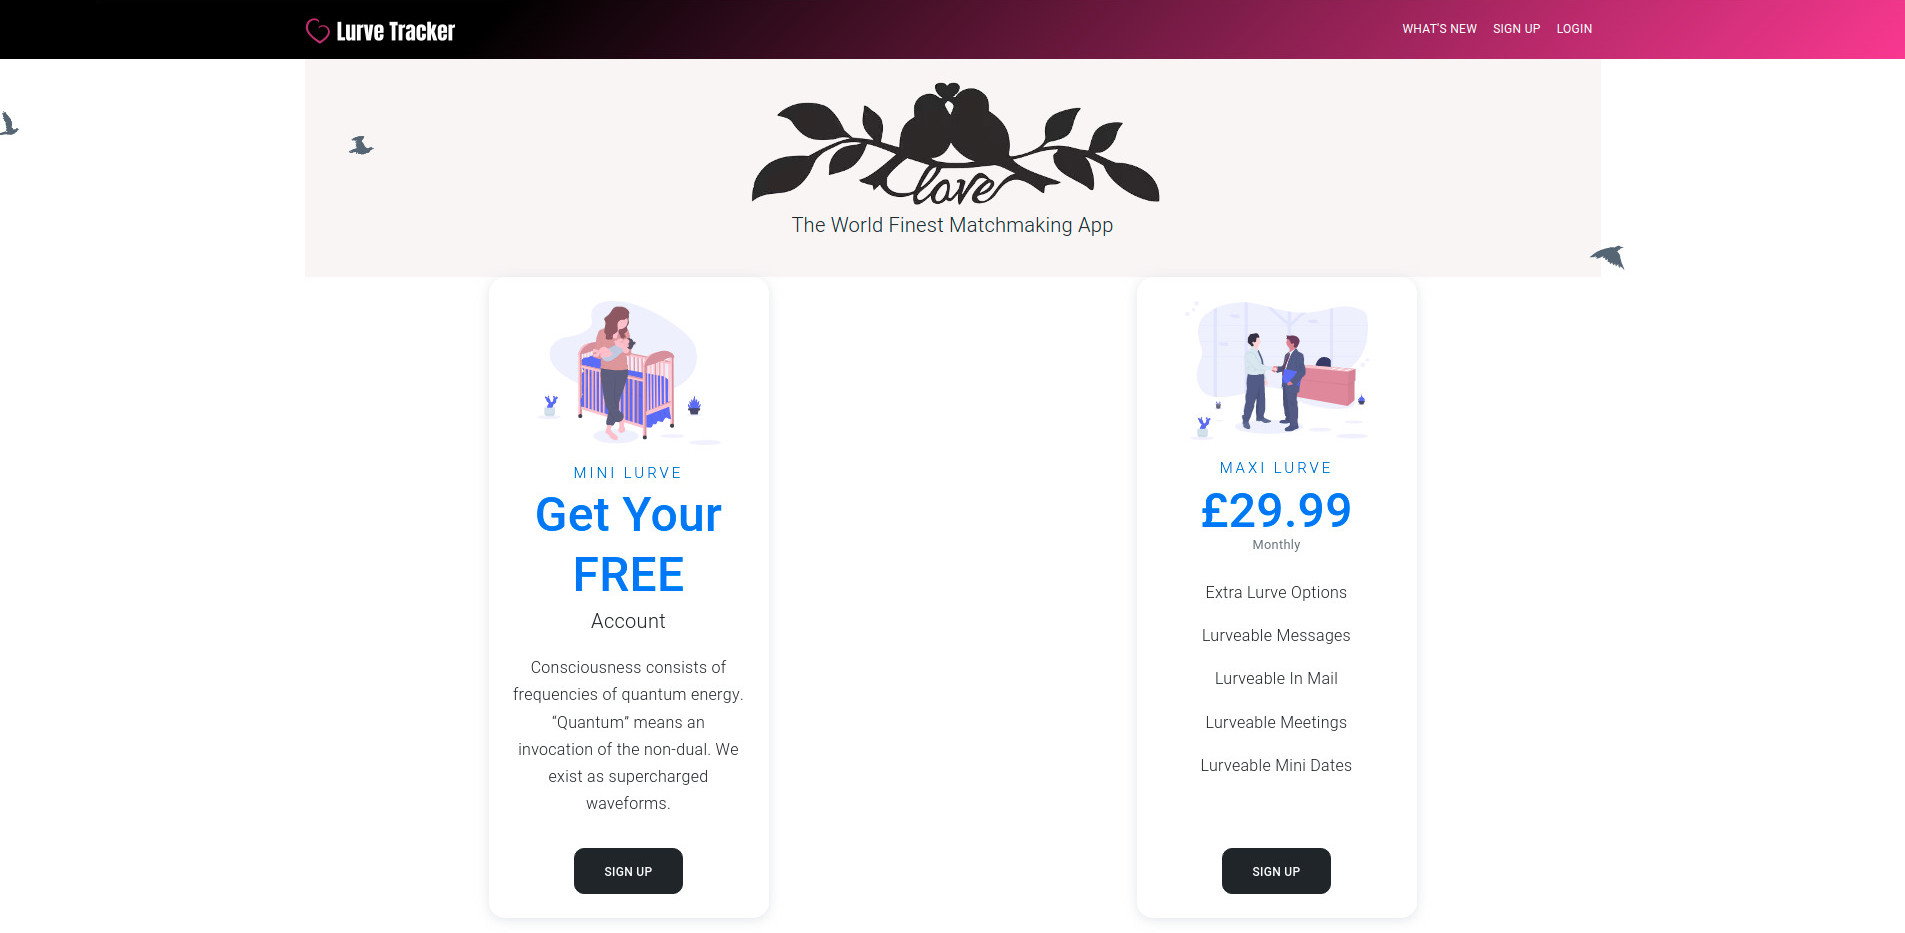 Lurve Tracker
WHAT'S NEW SIGN UP LOGIN
love
The World Finest Matchmaking App
MINI LURVE
Get Your
FREE
Account
Consciousness consists of
frequencies of quantum energy.
“Quantum” means an
invocation of the non-dual. We
exist as supercharged
waveforms.
SIGN UP
MAXI LURVE
£29.99
Monthly
Extra Lurve Options
Lurveable Messages
Lurveable In Mail
Lurveable Meetings
Lurveable Mini Dates
SIGN UP